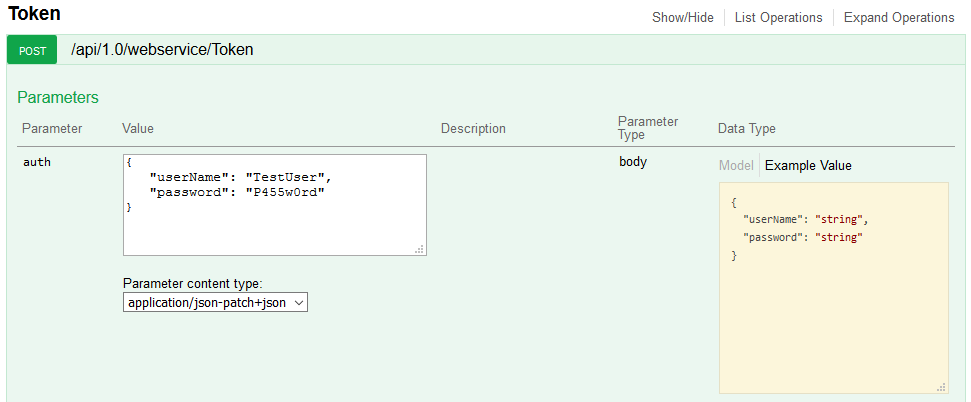 Token
Show/Hide List Operations Expand Operations
POST /api/1.0/webservice/Token
Parameters
Parameter Value Description Parameter Type Data Type
auth
{
"userName": "TestUser",
"password": "P455w0rd"
}
Parameter content type:
application/json-patch+json
body
Model Example Value
{
"userName": "string",
"password": "string"
}